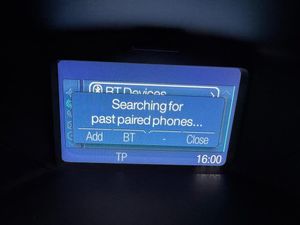 BT Devices
Searching for
past paired phones...
Add BT - Close
TP 16:00